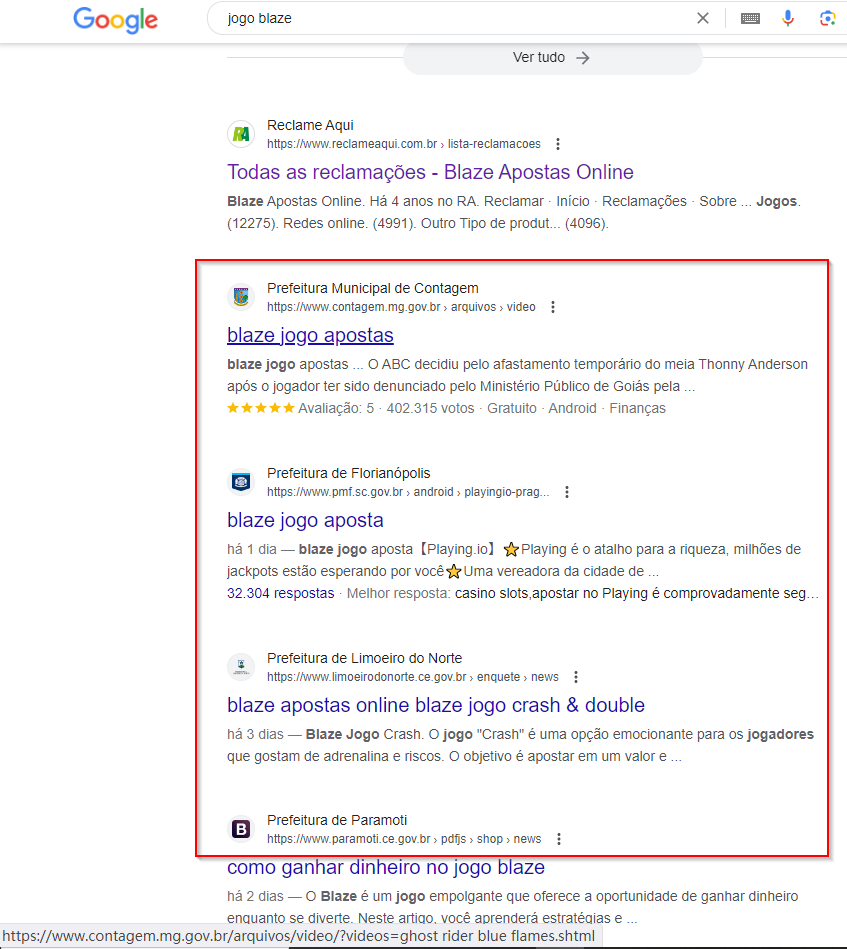 Google
jogo blaze
Ver tudo
RA
Reclame Aqui
https://www.reclameaqui.com.br › lista-reclamacoes
Todas as reclamações - Blaze Apostas Online
Blaze Apostas Online. Há 4 anos no RA. Reclamar · Início · Reclamações · Sobre ... Jogos.
(12275). Redes online. (4991). Outro Tipo de produt... (4096).
Prefeitura Municipal de Contagem
https://www.contagem.mg.gov.br › arquivos › video
blaze jogo apostas
blaze jogo apostas ... O ABC decidiu pelo afastamento temporário do meia Thonny Anderson
após o jogador ter sido denunciado pelo Ministério Público de Goiás pela ...
★★★★★ Avaliação: 5 · 402.315 votos · Gratuito · Android · Finanças
Prefeitura de Florianópolis
https://www.pmf.sc.gov.br › android › playingio-prag...
blaze jogo aposta
há 1 dia — blaze jogo aposta【Playing.io】⭐Playing é o atalho para a riqueza, milhões de
jackpots estão esperando por você⭐Uma vereadora da cidade de ...
32.304 respostas · Melhor resposta: casino slots,apostar no Playing é comprovadamente seg...
Prefeitura de Limoeiro do Norte
https://www.limoeirodonorte.ce.gov.br › enquete › news
blaze apostas online blaze jogo crash & double
há 3 dias — Blaze Jogo Crash. O jogo "Crash" é uma opção emocionante para os jogadores
que gostam de adrenalina e riscos. O objetivo é apostar em um valor e ...
B
Prefeitura de Paramoti
https://www.paramoti.ce.gov.br › pdfjs › shop › news
como ganhar dinheiro no jogo blaze
há 2 dias — O Blaze é um jogo empolgante que oferece a oportunidade de ganhar dinheiro
enquanto se diverte. Neste artigo, você aprenderá estratégias e ...
https://www.contagem.mg.gov.br/arquivos/video/?videos=ghost rider blue flames.shtml